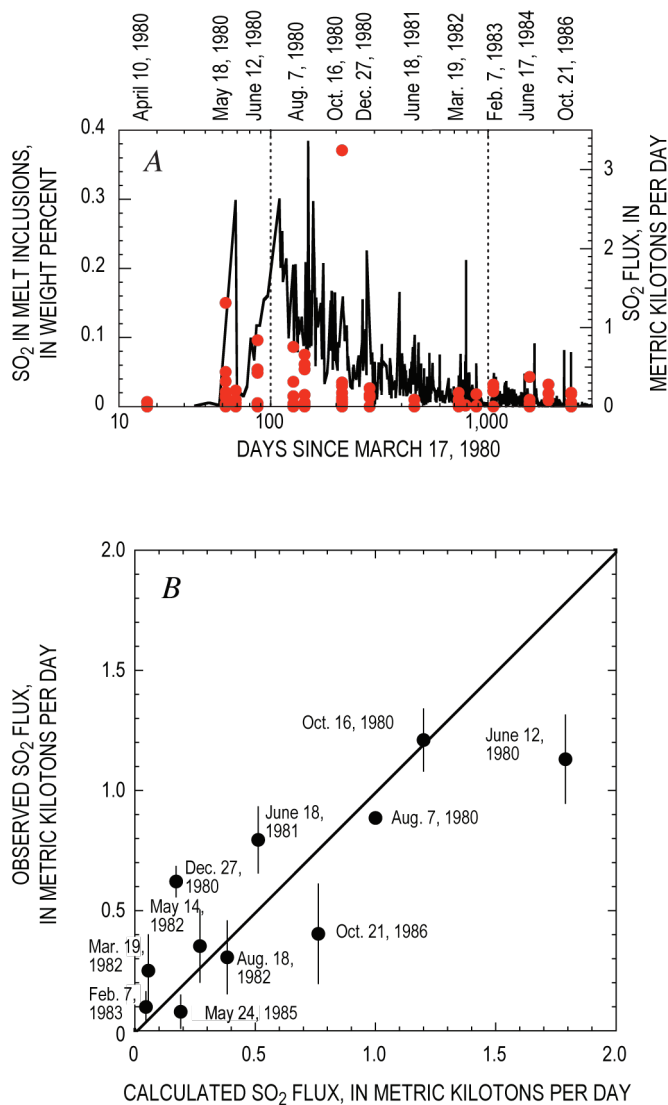 April 10, 1980
May 18, 1980
June 12, 1980
Aug. 7, 1980
Oct. 16, 1980
Dec. 27, 1980
June 18, 1981
Mar. 19, 1982
Feb. 7, 1983
June 17, 1984
Oct. 21, 1986
A
SO2 IN MELT INCLUSIONS,
IN WEIGHT PERCENT
0.4
0.3
0.2
0.1
0
3
2
1
0
SO2 FLUX, IN
METRIC KILOTONS PER DAY
10
100
1,000
DAYS SINCE MARCH 17, 1980
B
OBSERVED SO2 FLUX,
IN METRIC KILOTONS PER DAY
2.0
1.5
1.0
0.5
0
Oct. 16, 1980
June 12,
1980
Aug. 7, 1980
June 18,
1981
Dec. 27,
1980
May 14,
1982
Oct. 21, 1986
Mar. 19,
1982
Aug. 18,
1982
Feb. 7,
1983
May 24, 1985
0
0.5
1.0
1.5
2.0
CALCULATED SO2 FLUX, IN METRIC KILOTONS PER DAY